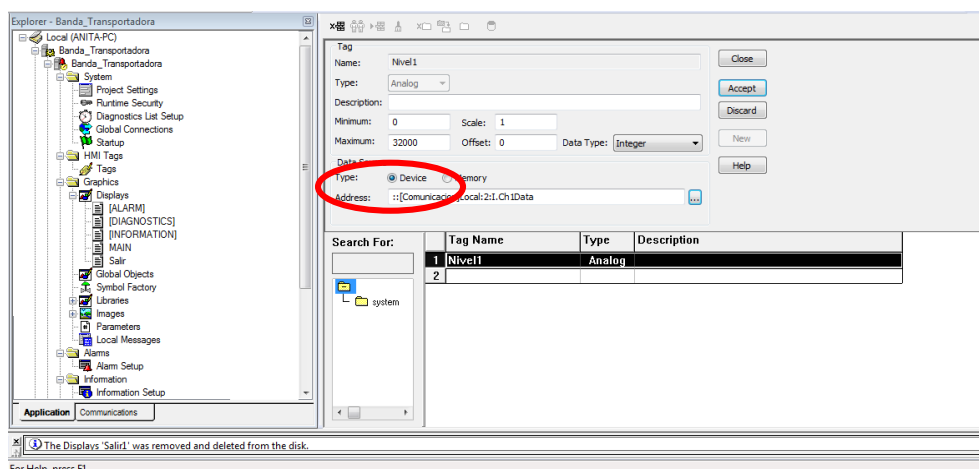 Explorer - Banda_Transportadora
Local (ANITA-PC)
Banda_Transportadora
Banda_Transportadora
System
Project Settings
Runtime Security
Diagnostics List Setup
Global Connections
Startup
HMI Tags
Tags
Graphics
Displays
[ALARM]
[DIAGNOSTICS]
[INFORMATION]
MAIN
Salir
Global Objects
Symbol Factory
Libraries
Images
Parameters
Local Messages
Alarms
Alarm Setup
Information
Information Setup
Application Communications
Tag
Name: Nivel1
Close
Type: Analog
Accept
Description:
Discard
Minimum: 0 Scale: 1
Maximum: 32000 Offset: 0 Data Type: Integer
New
Data
Type: Device Memory
Help
Address: ::[Comunicacion]Local:2:I.Ch1Data ...
Search For:
system
Tag Name Type Description
1 Nivel1 Analog
2
The Displays 'Salir1' was removed and deleted from the disk.
For Help, press F1